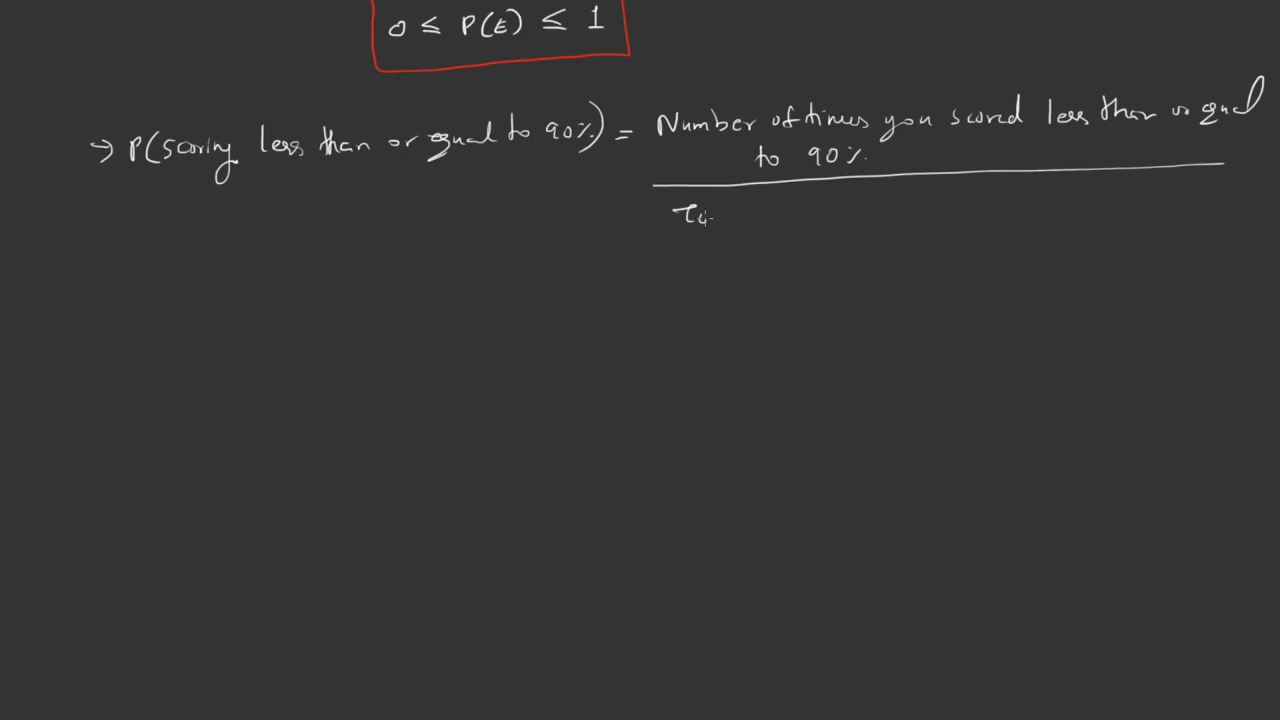 0 ≤ P(E) ≤ 1
→ P(scoring less than or equal to 90%) = Number of times you scored less than or equal
to 90%